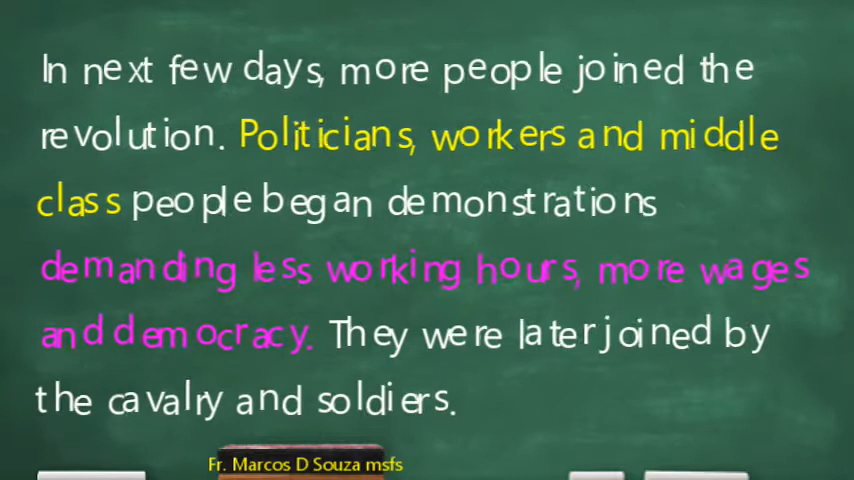 In next few days, more people joined the
revolution. Politicians, workers and middle
class people began demonstrations
demanding less working hours, more wages
and democracy. They were later joined by
the cavalry and soldiers.
Fr. Marcos D Souza msfs